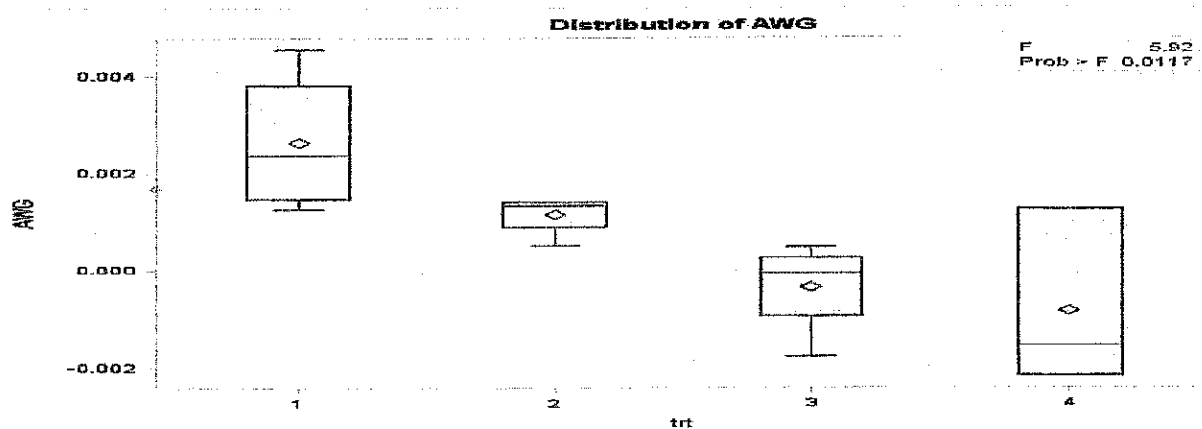 Distribution of AWG
F 5.92
Prob > F 0.0117
0.004
0.002
0.000
-0.002
AWG
1 2 3 4
trt